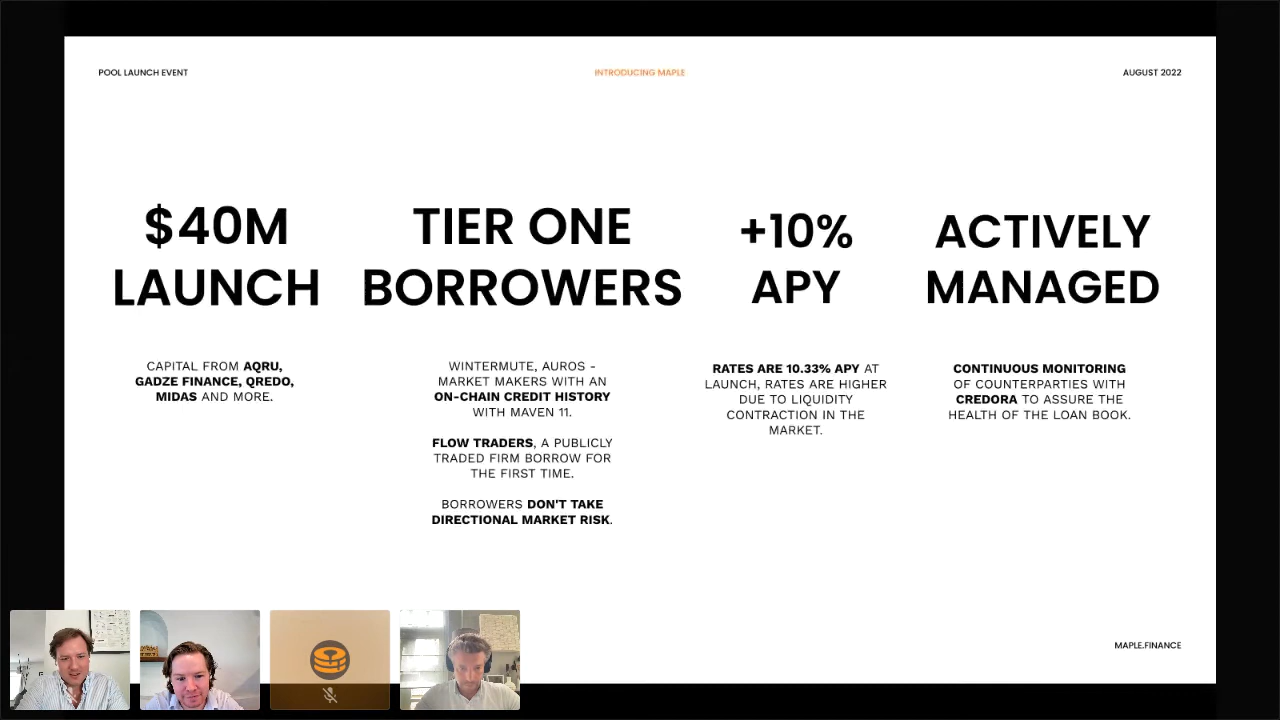 POOL LAUNCH EVENT
INTRODUCING MAPLE
AUGUST 2022
$40M
LAUNCH
CAPITAL FROM AQRU,
GADZE FINANCE, QREDO,
MIDAS AND MORE.
TIER ONE
BORROWERS
WINTERMUTE, AUROS -
MARKET MAKERS WITH AN
ON-CHAIN CREDIT HISTORY
WITH MAVEN 11.
FLOW TRADERS, A PUBLICLY
TRADED FIRM BORROW FOR
THE FIRST TIME.
BORROWERS DON'T TAKE
DIRECTIONAL MARKET RISK.
+10%
APY
RATES ARE 10.33% APY AT
LAUNCH, RATES ARE HIGHER
DUE TO LIQUIDITY
CONTRACTION IN THE
MARKET.
ACTIVELY
MANAGED
CONTINUOUS MONITORING
OF COUNTERPARTIES WITH
CREDORA TO ASSURE THE
HEALTH OF THE LOAN BOOK.
MAPLE.FINANCE